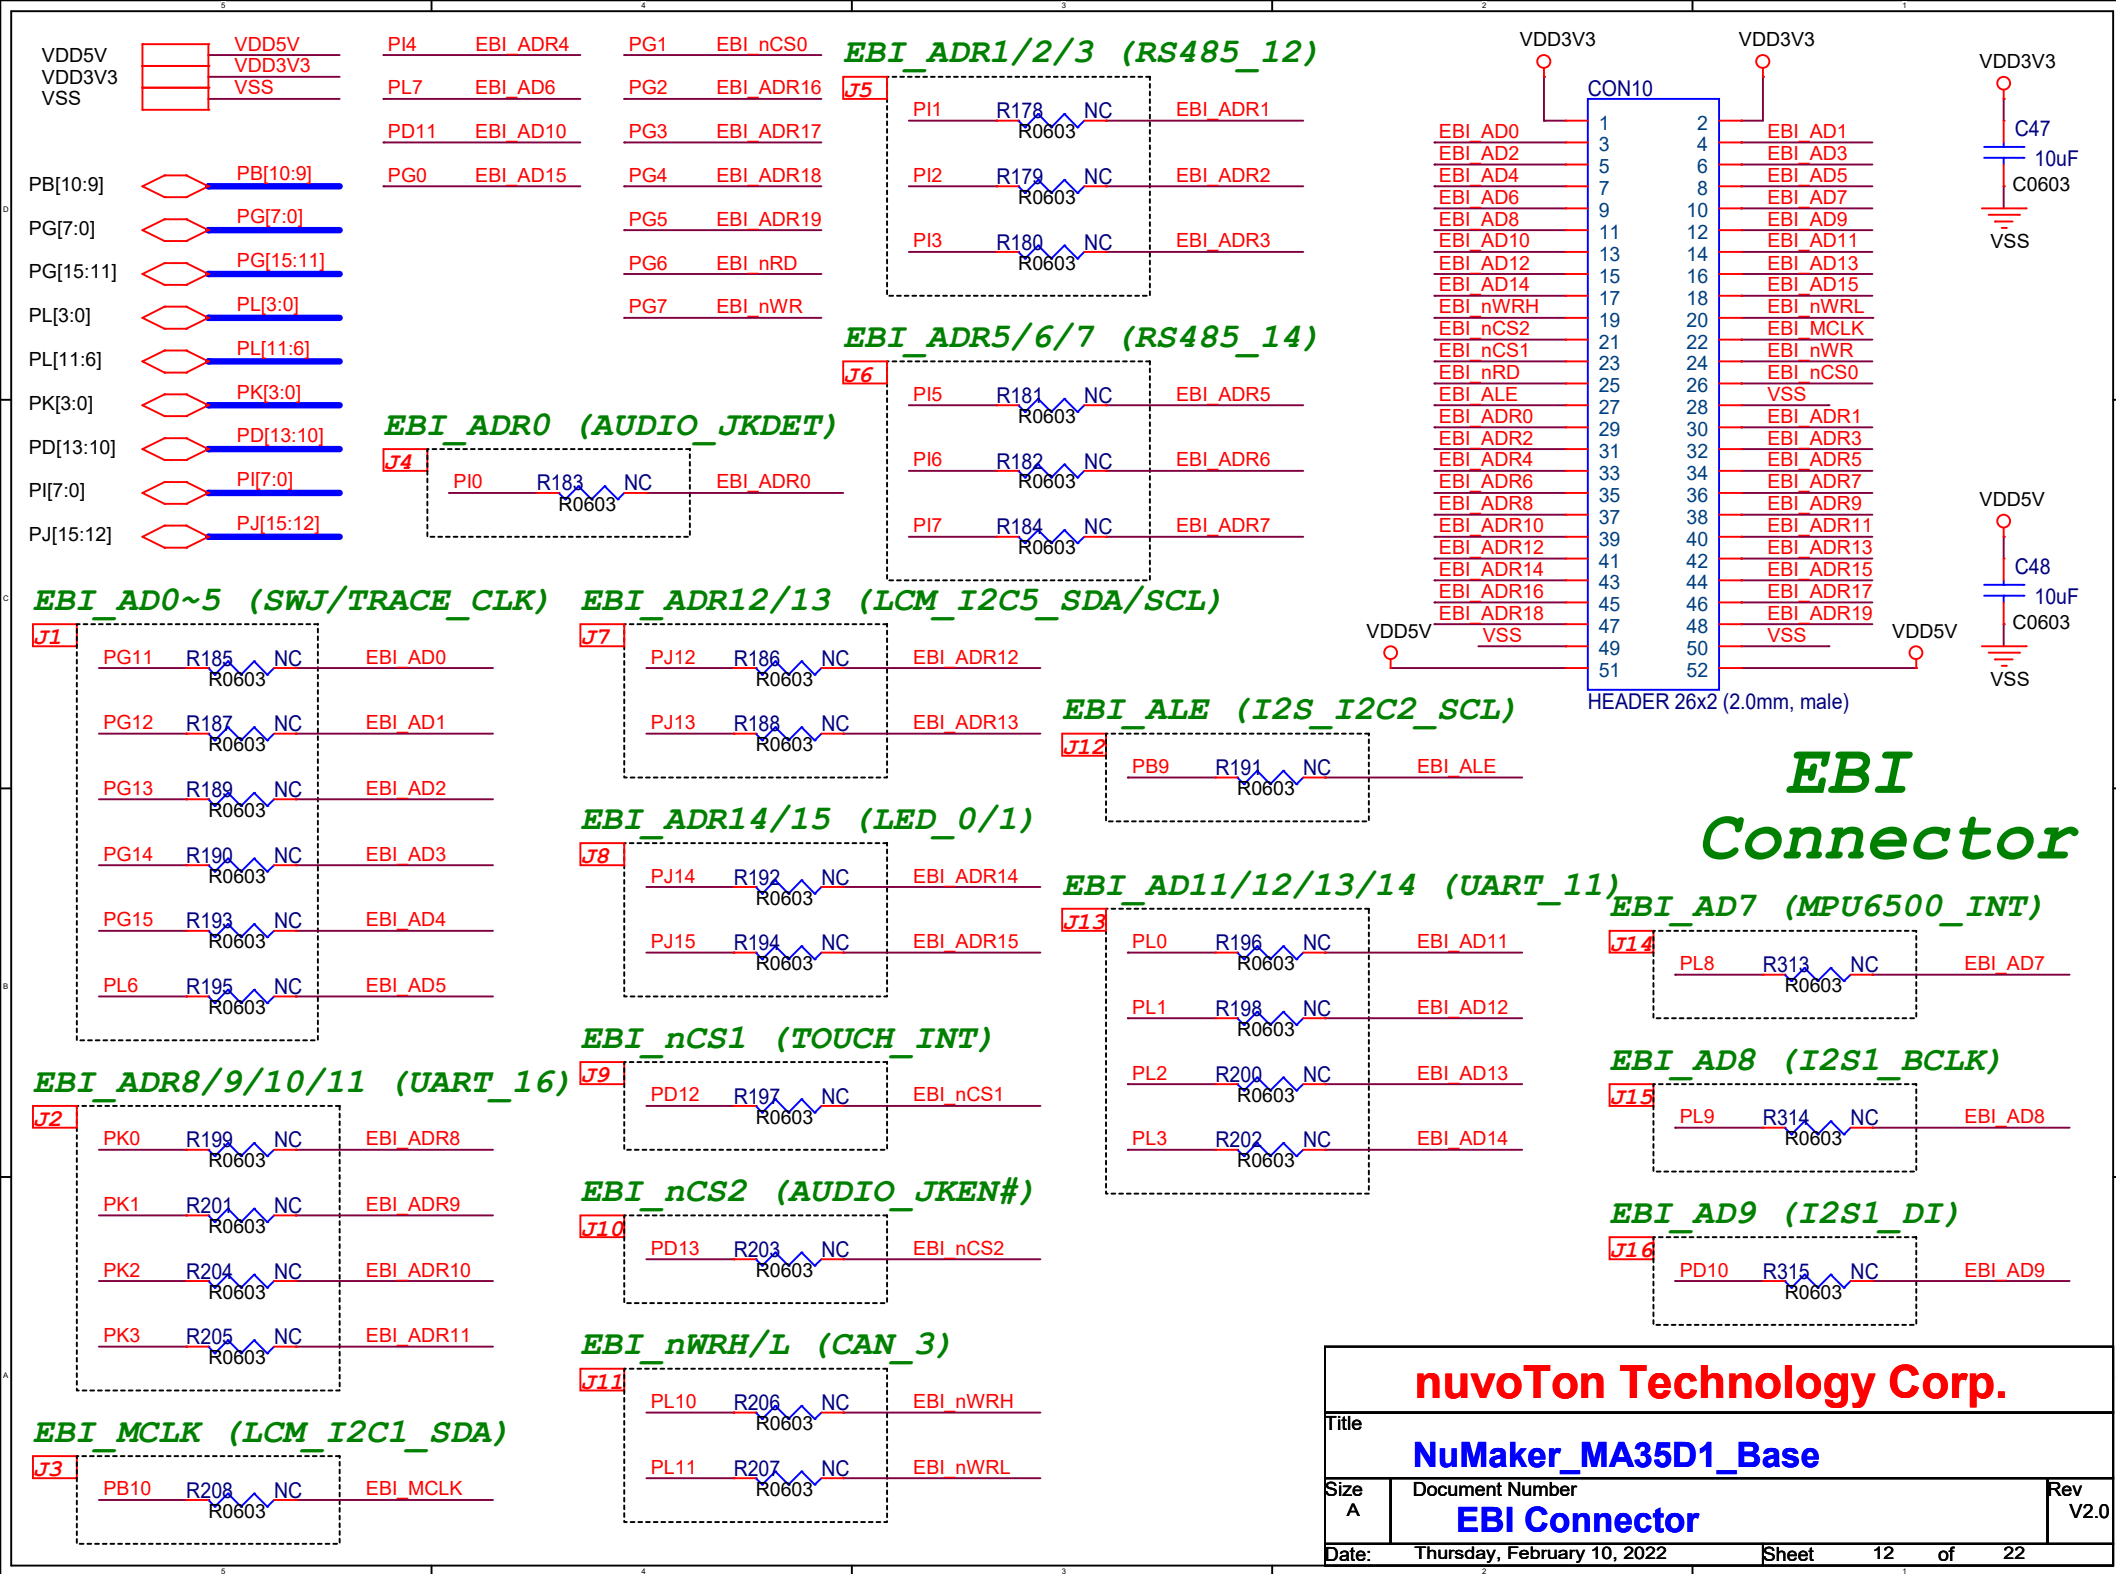 5 4 3 2 1
VDD5V VDD5V
VDD3V3 VDD3V3
VSS VSS
PB[10:9] PB[10:9]
PG[7:0] PG[7:0]
PG[15:11] PG[15:11]
PL[3:0] PL[3:0]
PL[11:6] PL[11:6]
PK[3:0] PK[3:0]
PD[13:10] PD[13:10]
PI[7:0] PI[7:0]
PJ[15:12] PJ[15:12]
PI4 EBI_ADR4
PL7 EBI_AD6
PD11 EBI_AD10
PG0 EBI_AD15
PG1 EBI_nCS0
PG2 EBI_ADR16
PG3 EBI_ADR17
PG4 EBI_ADR18
PG5 EBI_ADR19
PG6 EBI_nRD
PG7 EBI_nWR
EBI_ADR1/2/3 (RS485_12)
J5
PI1 R178 NC EBI_ADR1
R0603
PI2 R179 NC EBI_ADR2
R0603
PI3 R180 NC EBI_ADR3
R0603
EBI_ADR5/6/7 (RS485_14)
J6
PI5 R181 NC EBI_ADR5
R0603
PI6 R182 NC EBI_ADR6
R0603
PI7 R184 NC EBI_ADR7
R0603
EBI_ADR0 (AUDIO_JKDET)
J4
PI0 R183 NC EBI_ADR0
R0603
VDD3V3 VDD3V3
CON10
1 2
EBI_AD0 3 4 EBI_AD1
EBI_AD2 5 6 EBI_AD3
EBI_AD4 7 8 EBI_AD5
EBI_AD6 9 10 EBI_AD7
EBI_AD8 11 12 EBI_AD9
EBI_AD10 13 14 EBI_AD11
EBI_AD12 15 16 EBI_AD13
EBI_AD14 17 18 EBI_AD15
EBI_nWRH 19 20 EBI_nWRL
EBI_nCS2 21 22 EBI_MCLK
EBI_nCS1 23 24 EBI_nWR
EBI_nRD 25 26 EBI_nCS0
EBI_ALE 27 28 VSS
EBI_ADR0 29 30 EBI_ADR1
EBI_ADR2 31 32 EBI_ADR3
EBI_ADR4 33 34 EBI_ADR5
EBI_ADR6 35 36 EBI_ADR7
EBI_ADR8 37 38 EBI_ADR9
EBI_ADR10 39 40 EBI_ADR11
EBI_ADR12 41 42 EBI_ADR13
EBI_ADR14 43 44 EBI_ADR15
EBI_ADR16 45 46 EBI_ADR17
EBI_ADR18 47 48 EBI_ADR19
VDD5V VSS 49 50 VSS VDD5V
51 52
HEADER 26x2 (2.0mm, male)
VDD3V3
C47
10uF
C0603
VSS
VDD5V
C48
10uF
C0603
VSS
EBI_AD0~5 (SWJ/TRACE_CLK)
J1
PG11 R185 NC EBI_AD0
R0603
PG12 R187 NC EBI_AD1
R0603
PG13 R189 NC EBI_AD2
R0603
PG14 R190 NC EBI_AD3
R0603
PG15 R193 NC EBI_AD4
R0603
PL6 R195 NC EBI_AD5
R0603
EBI_ADR8/9/10/11 (UART_16)
J2
PK0 R199 NC EBI_ADR8
R0603
PK1 R201 NC EBI_ADR9
R0603
PK2 R204 NC EBI_ADR10
R0603
PK3 R205 NC EBI_ADR11
R0603
EBI_MCLK (LCM_I2C1_SDA)
J3
PB10 R208 NC EBI_MCLK
R0603
EBI_ADR12/13 (LCM_I2C5_SDA/SCL)
J7
PJ12 R186 NC EBI_ADR12
R0603
PJ13 R188 NC EBI_ADR13
R0603
EBI_ADR14/15 (LED_0/1)
J8
PJ14 R192 NC EBI_ADR14
R0603
PJ15 R194 NC EBI_ADR15
R0603
EBI_nCS1 (TOUCH_INT)
J9
PD12 R197 NC EBI_nCS1
R0603
EBI_nCS2 (AUDIO_JKEN#)
J10
PD13 R203 NC EBI_nCS2
R0603
EBI_nWRH/L (CAN_3)
J11
PL10 R206 NC EBI_nWRH
R0603
PL11 R207 NC EBI_nWRL
R0603
EBI_ALE (I2S_I2C2_SCL)
J12
PB9 R191 NC EBI_ALE
R0603
EBI_AD11/12/13/14 (UART_11)
J13
PL0 R196 NC EBI_AD11
R0603
PL1 R198 NC EBI_AD12
R0603
PL2 R200 NC EBI_AD13
R0603
PL3 R202 NC EBI_AD14
R0603
EBI
Connector
EBI_AD7 (MPU6500_INT)
J14
PL8 R313 NC EBI_AD7
R0603
EBI_AD8 (I2S1_BCLK)
J15
PL9 R314 NC EBI_AD8
R0603
EBI_AD9 (I2S1_DI)
J16
PD10 R315 NC EBI_AD9
R0603
nuvoTon Technology Corp.
Title
NuMaker_MA35D1_Base
Size Document Number Rev
A EBI Connector V2.0
Date: Thursday, February 10, 2022 Sheet 12 of 22
D
C
B
A
5 4 2 1